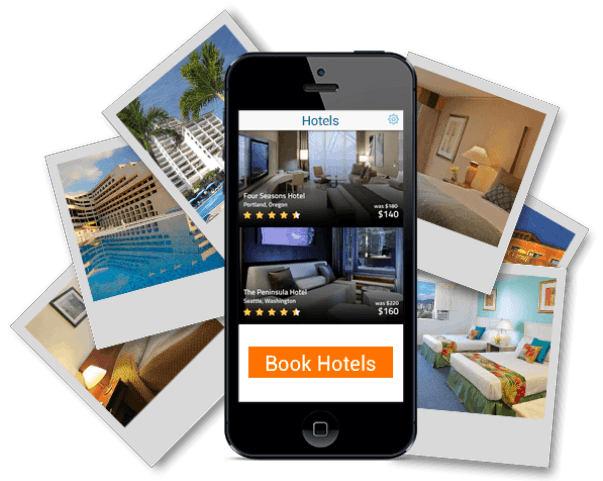 Hotels
Four Seasons Hotel
Portland, Oregon
was $180
$140
The Peninsula Hotel
Seattle, Washington
was $220
$160
Book Hotels